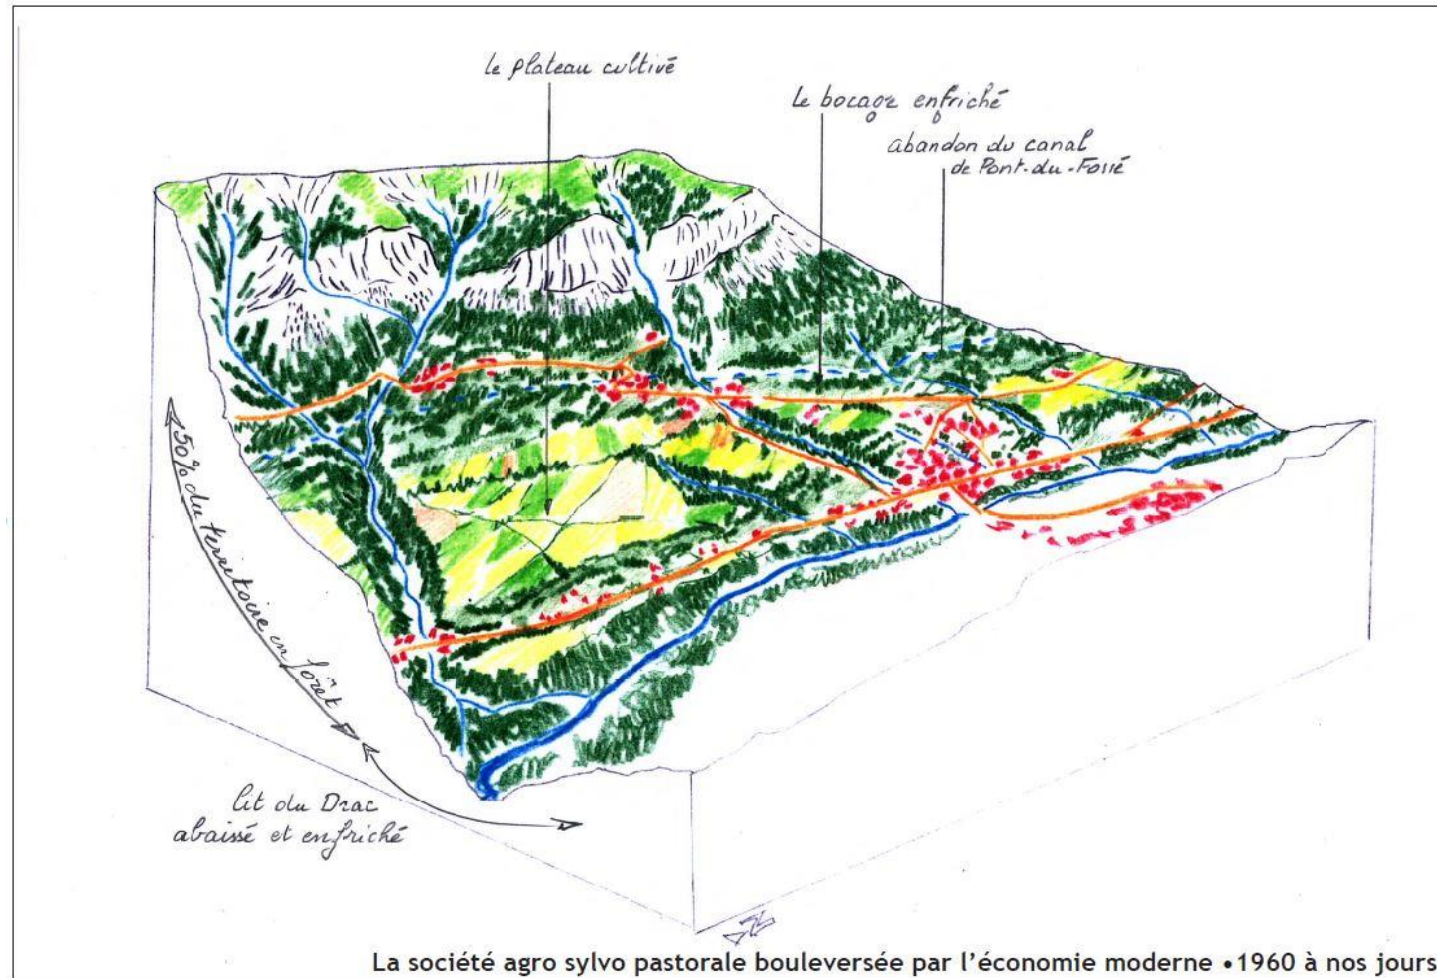 le plateau cultivé
le bocage enfriché
abandon du canal
de Pont-du-Fossé
50% du territoire en forêt
lit du Drac
abaissé et enfriché
La société agro sylvo pastorale bouleversée par l'économie moderne •1960 à nos jours